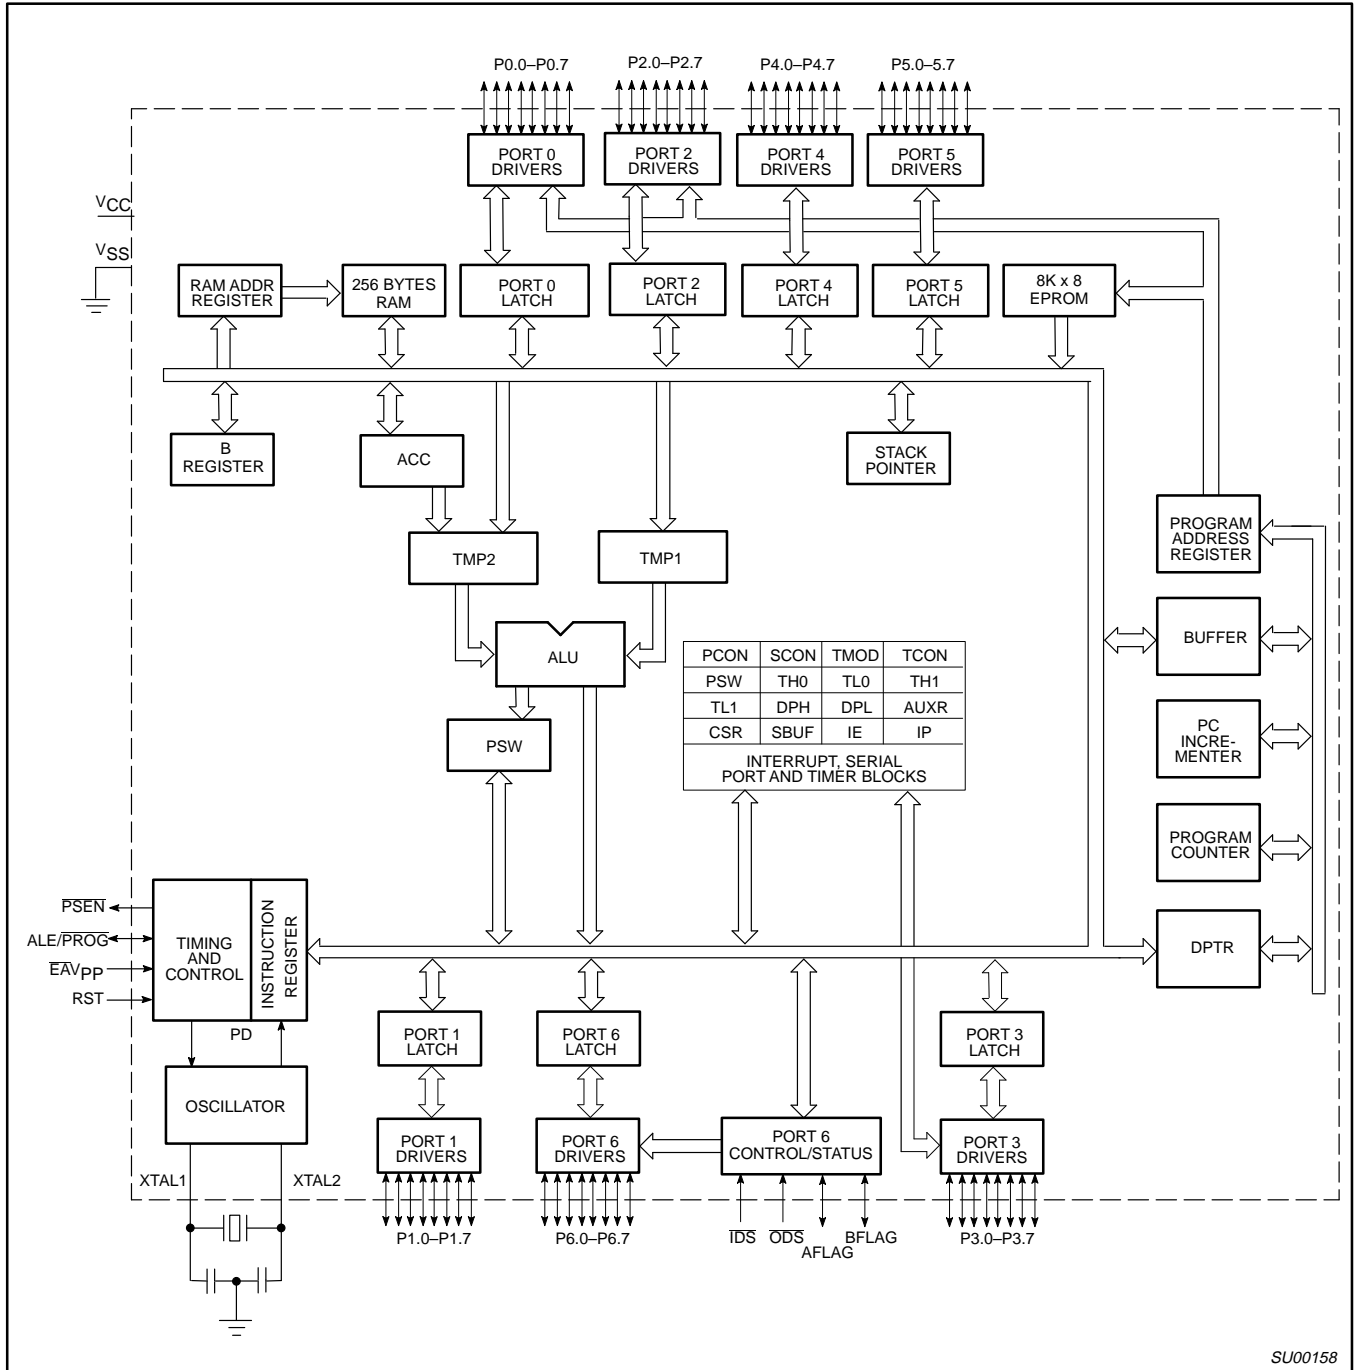 P0.0–P0.7
P2.0–P2.7
P4.0–P4.7
P5.0–5.7
PORT 0
DRIVERS
PORT 2
DRIVERS
PORT 4
DRIVERS
PORT 5
DRIVERS
VCC
VSS
RAM ADDR
REGISTER
256 BYTES
RAM
PORT 0
LATCH
PORT 2
LATCH
PORT 4
LATCH
PORT 5
LATCH
8K x 8
EPROM
B
REGISTER
ACC
STACK
POINTER
PROGRAM
ADDRESS
REGISTER
TMP2
TMP1
BUFFER
ALU
PCON SCON TMOD TCON
PSW TH0 TL0 TH1
TL1 DPH DPL AUXR
CSR SBUF IE IP
INTERRUPT, SERIAL
PORT AND TIMER BLOCKS
PSW
PC
INCRE-
MENTER
PROGRAM
COUNTER
PSEN
ALE/PROG
EAVPP
RST
TIMING
AND
CONTROL
INSTRUCTION
REGISTER
DPTR
PD
PORT 1
LATCH
PORT 6
LATCH
PORT 3
LATCH
OSCILLATOR
PORT 1
DRIVERS
PORT 6
DRIVERS
PORT 6
CONTROL/STATUS
PORT 3
DRIVERS
XTAL1
XTAL2
P1.0–P1.7
P6.0–P6.7
IDS
ODS
AFLAG
BFLAG
P3.0–P3.7
SU00158